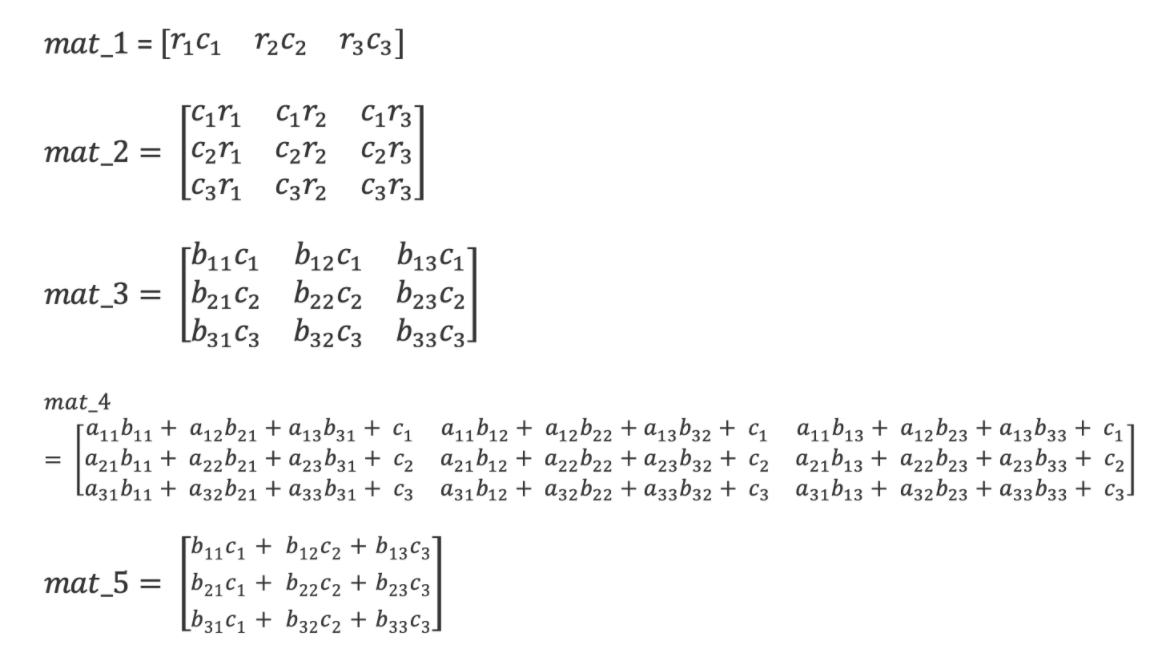 mat_1 = [r₁c₁ r₂c₂ r₃c₃]
[c₁r₁ c₁r₂ c₁r₃
mat_2 = c₂r₁ c₂r₂ c₂r₃
c₃r₁ c₃r₂ c₃r₃]
[b₁₁c₁ b₁₂c₁ b₁₃c₁
mat_3 = b₂₁c₂ b₂₂c₂ b₂₃c₂
b₃₁c₃ b₃₂c₃ b₃₃c₃]
mat_4
[a₁₁b₁₁ + a₁₂b₂₁ + a₁₃b₃₁ + c₁ a₁₁b₁₂ + a₁₂b₂₂ + a₁₃b₃₂ + c₁ a₁₁b₁₃ + a₁₂b₂₃ + a₁₃b₃₃ + c₁
= a₂₁b₁₁ + a₂₂b₂₁ + a₂₃b₃₁ + c₂ a₂₁b₁₂ + a₂₂b₂₂ + a₂₃b₃₂ + c₂ a₂₁b₁₃ + a₂₂b₂₃ + a₂₃b₃₃ + c₂
a₃₁b₁₁ + a₃₂b₂₁ + a₃₃b₃₁ + c₃ a₃₁b₁₂ + a₃₂b₂₂ + a₃₃b₃₂ + c₃ a₃₁b₁₃ + a₃₂b₂₃ + a₃₃b₃₃ + c₃]
[b₁₁c₁ + b₁₂c₂ + b₁₃c₃
mat_5 = b₂₁c₁ + b₂₂c₂ + b₂₃c₃
b₃₁c₁ + b₃₂c₂ + b₃₃c₃]